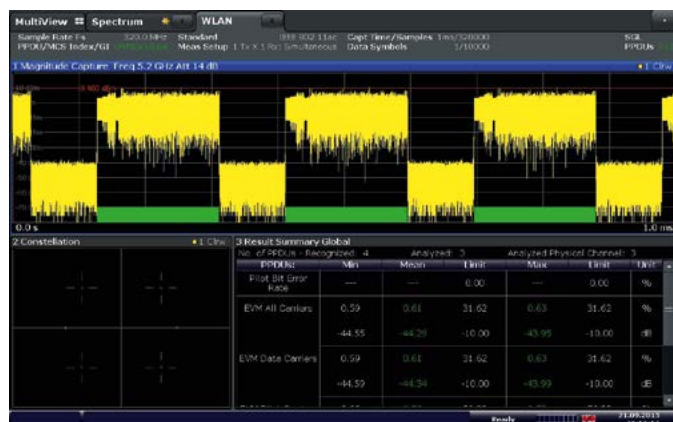 MultiView Spectrum WLAN
Sample Rate Fs 320.0 MHz Standard IEEE 802.11ac Capt Time/Samples 1ms/320000 SGL
PPDU/MCS Index/GI Meas Setup 1 Tx X 1 Rx: Simultaneous Data Symbols 1/10000 PPDUs
1 Magnitude Capture Freq 5.2 GHz Att 14 dB 1 Clrw
0.0 s 1.0 ms
2 Constellation 1 Clrw
3 Result Summary Global
No. of PPDUs - Recognized: 4 Analyzed: 3 Analyzed Physical Channel: 3
PPDUs: Min Mean Limit Max Limit Unit
Pilot Bit Error Rate --- --- 0.00 --- 0.00 %
EVM All Carriers 0.59 0.61 31.62 0.63 31.62 %
-44.55 -44.29 -10.00 -43.95 -10.00 dB
EVM Data Carriers 0.59 0.61 31.62 0.63 31.62 %
-44.59 -44.34 -10.00 -43.99 -10.00 dB
Ready 21.09.2015